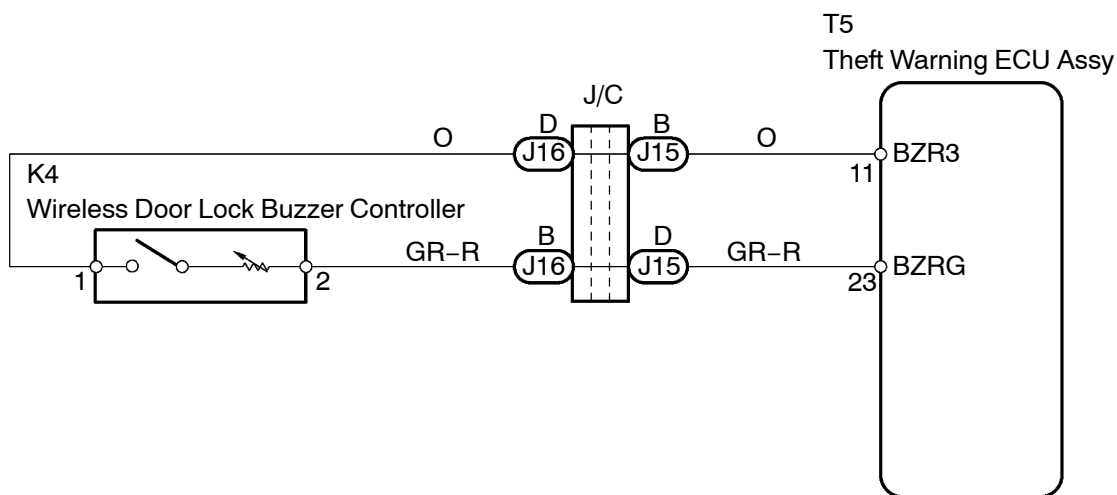 T5
Theft Warning ECU Assy
J/C
O
D
B
O
J16
J15
11
BZR3
K4
Wireless Door Lock Buzzer Controller
1
2
GR-R
B
D
GR-R
J16
J15
23
BZRG